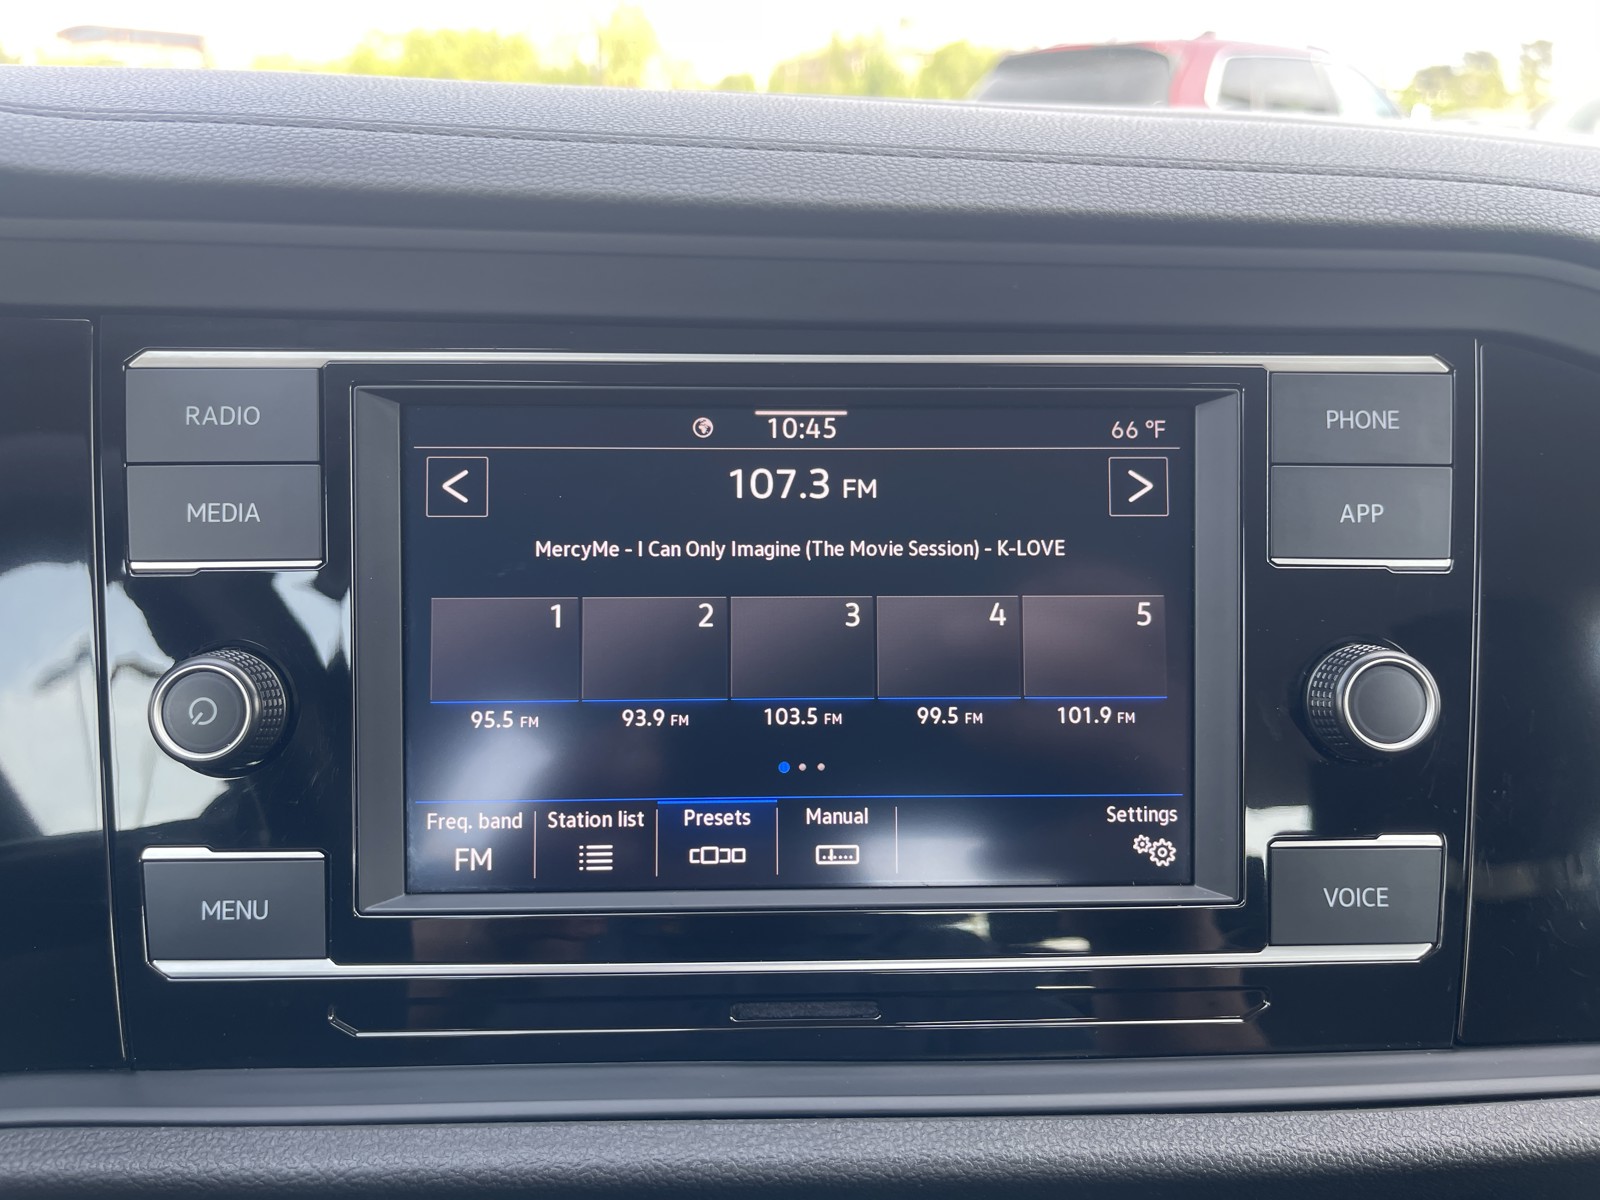 RADIO
MEDIA
MENU
10:45
66 °F
<
107.3 FM
>
MercyMe - I Can Only Imagine (The Movie Session) - K-LOVE
1
2
3
4
5
95.5 FM
93.9 FM
103.5 FM
99.5 FM
101.9 FM
Freq. band
FM
Station list
Presets
Manual
Settings
PHONE
APP
VOICE